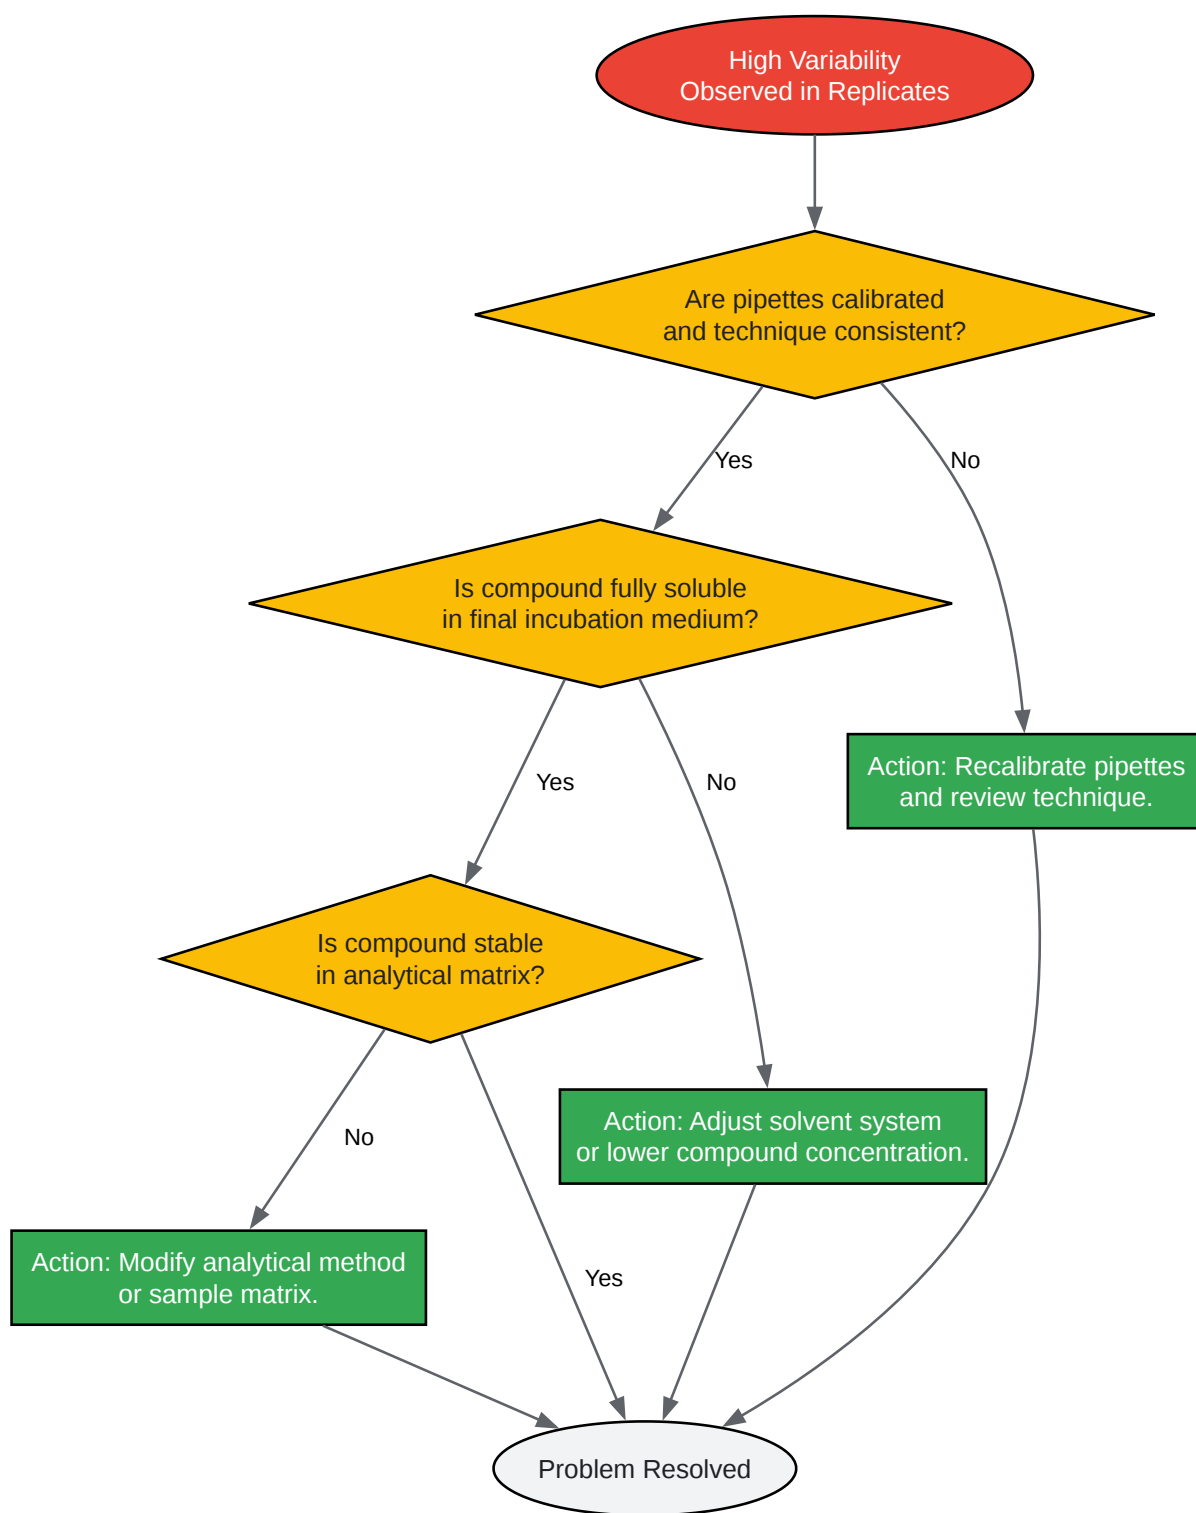 High Variability
Observed in Replicates
Are pipettes calibrated
and technique consistent?
Yes
No
Is compound fully soluble
in final incubation medium?
Action: Recalibrate pipettes
and review technique.
Yes
No
Is compound stable
in analytical matrix?
Action: Adjust solvent system
or lower compound concentration.
No
Action: Modify analytical method
or sample matrix.
Yes
Problem Resolved